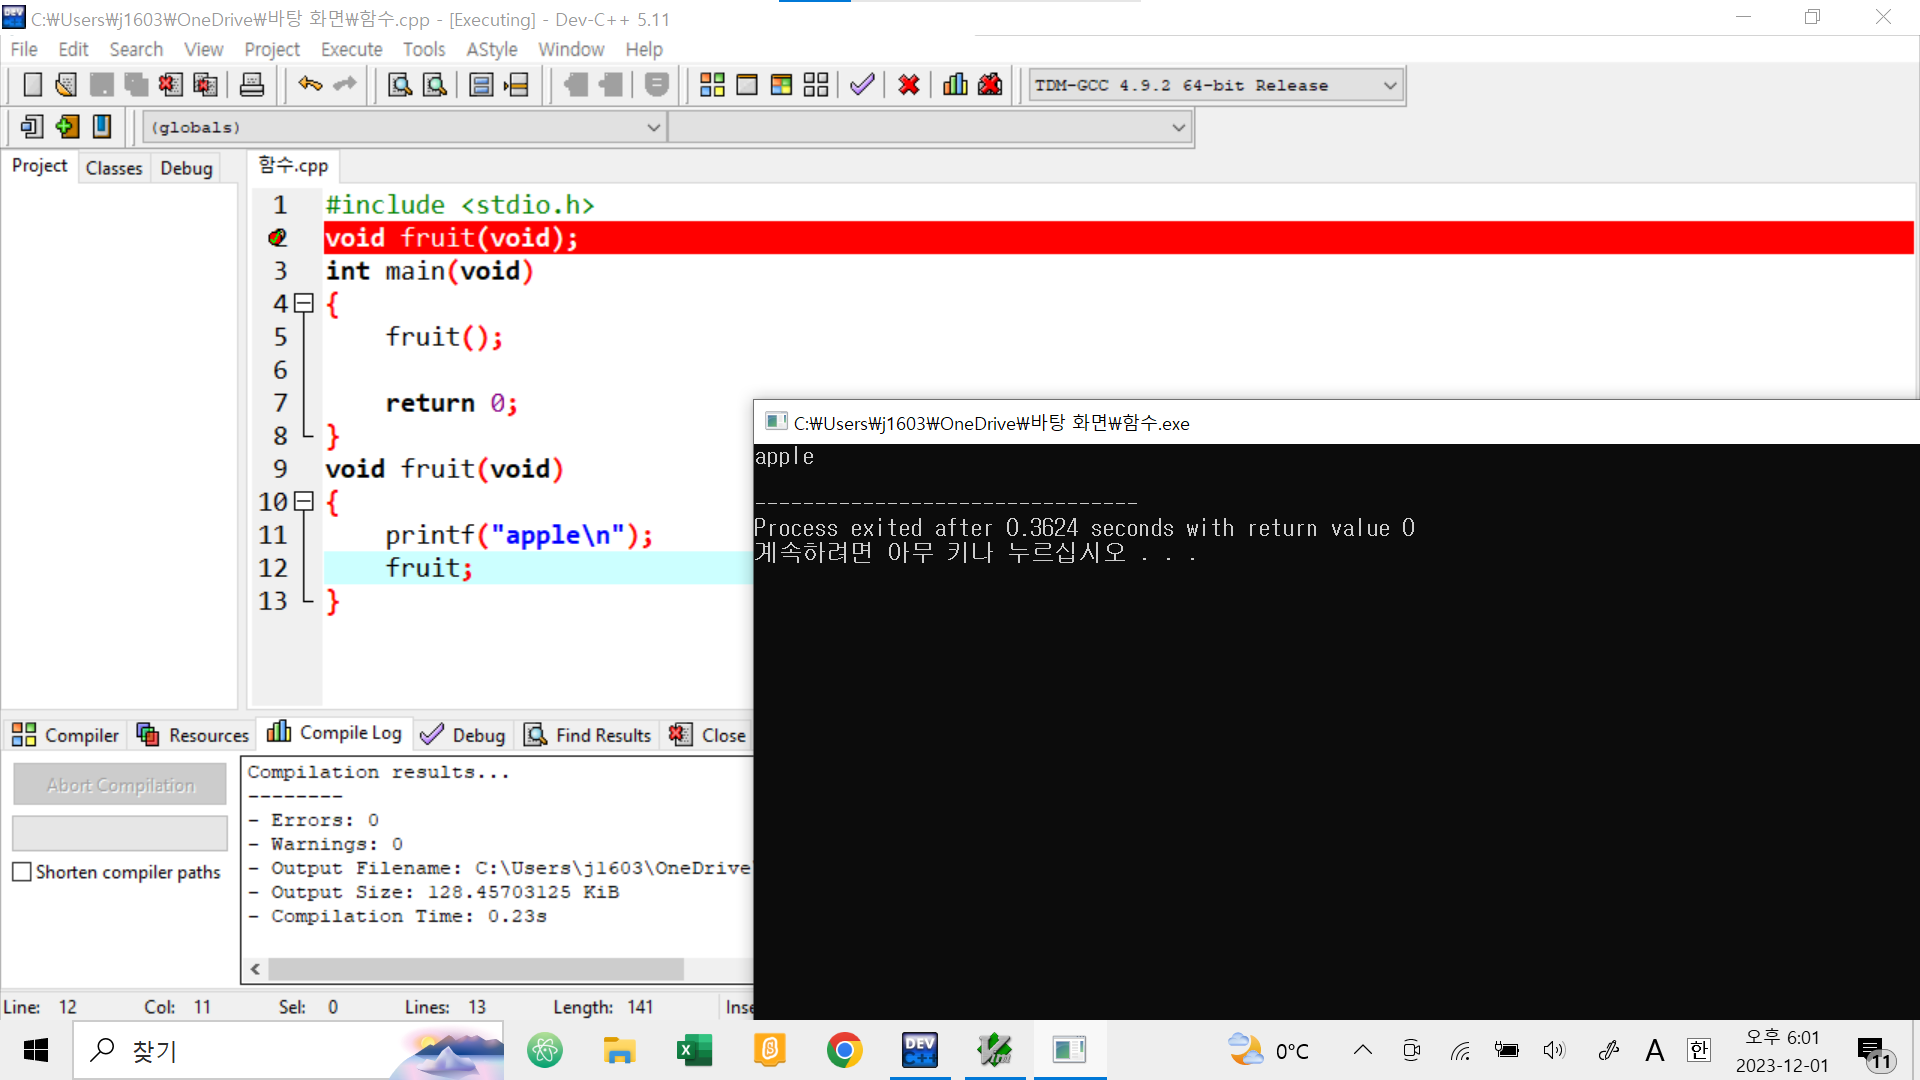 C:\Users\j1603\OneDrive\바탕 화면\함수.cpp - [Executing] - Dev-C++ 5.11
File Edit Search View Project Execute Tools AStyle Window Help
TDM-GCC 4.9.2 64-bit Release
(globals)
Project Classes Debug
함수.cpp
1 #include <stdio.h>
2 void fruit(void);
3 int main(void)
4 {
5 fruit();
6
7 return 0;
8 }
9 void fruit(void)
10 {
11 printf("apple\n");
12 fruit;
13 }
C:\Users\j1603\OneDrive\바탕 화면\함수.exe
apple
--------------------------------
Process exited after 0.3624 seconds with return value 0
계속하려면 아무 키나 누르십시오 . . .
Compiler Resources Compile Log Debug Find Results Close
Abort Compilation
Shorten compiler paths
Compilation results...
--------
- Errors: 0
- Warnings: 0
- Output Filename: C:\Users\j1603\OneDrive\
- Output Size: 128.45703125 KiB
- Compilation Time: 0.23s
Line: 12 Col: 11 Sel: 0 Lines: 13 Length: 141 Inse
찾기
DEV C++
0°C
A
한
오후 6:01
2023-12-01
11